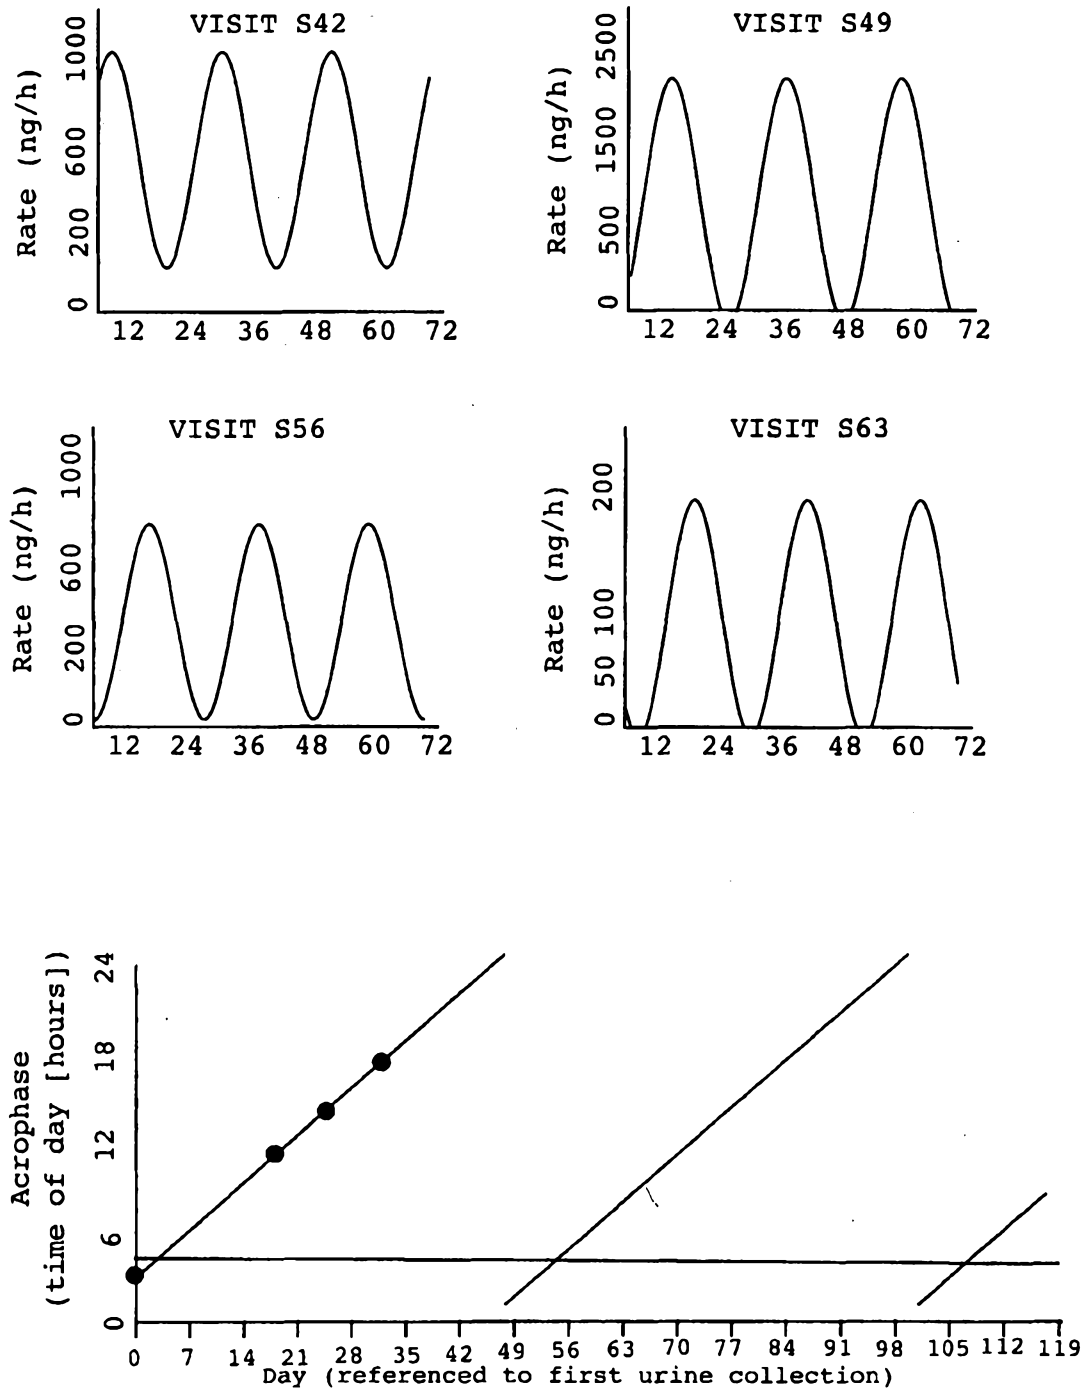 VISIT S42
Rate (ng/h)
1000
600
200
0
12 24 36 48 60 72
VISIT S49
Rate (ng/h)
2500
1500
500
0
12 24 36 48 60 72
VISIT S56
Rate (ng/h)
1000
600
200
0
12 24 36 48 60 72
VISIT S63
Rate (ng/h)
200
100
50
0
12 24 36 48 60 72
Acrophase
(time of day [hours])
24
18
12
6
0
0 7 14 21 28 35 42 49 56 63 70 77 84 91 98 105 112 119
Day (referenced to first urine collection)